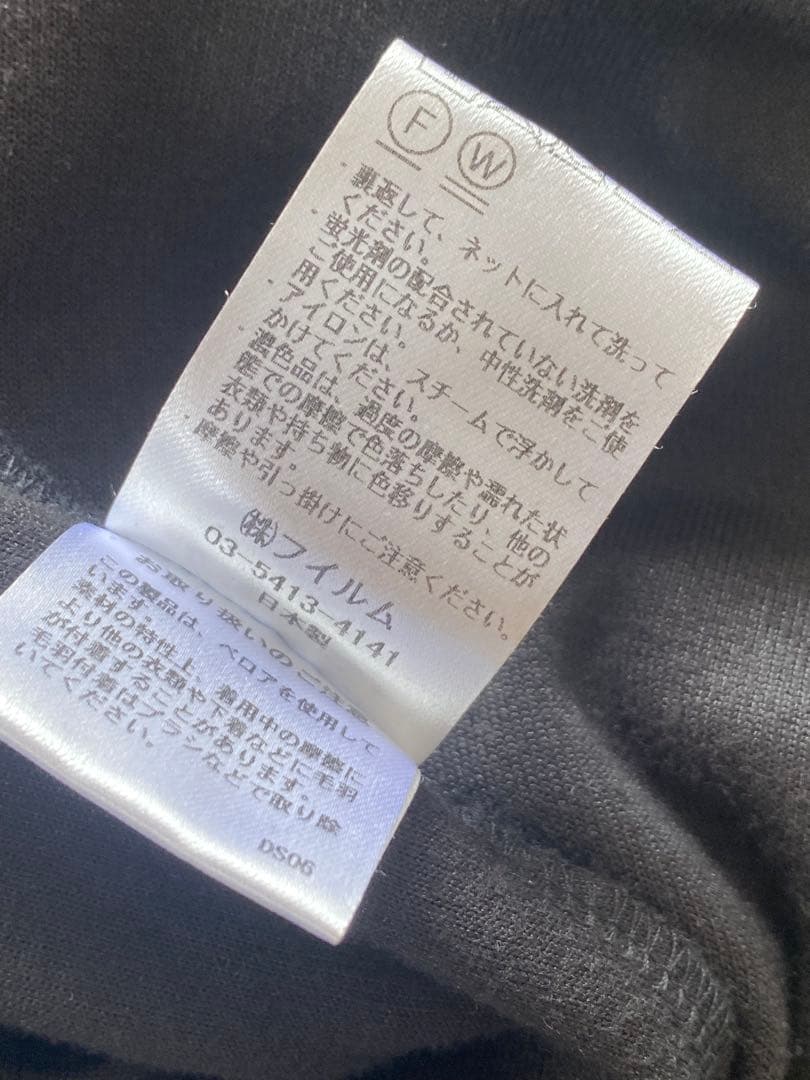 F W
・裏返して、ネットに入れて洗って
ください。
・蛍光剤の配合されていない洗剤を
ご使用になるか、中性洗剤をご使
用ください。
・アイロンは、スチームで浮かして
かけてください。
・濃色品は、過度の摩擦や濡れた状
態での摩擦で色落ちしたり、他の
衣類や持ち物に色移りすることが
あります。
・摩擦や引っ掛けにご注意ください。
㈱フイルム
03-5413-4141
日本製
お取り扱いのご注意
この製品は、ベロアを使用して
います。
素材の特性上、着用中の摩擦に
より他の衣類や下着などに毛羽
が付着することがあります。
毛羽付着はブラシなどで取り除
いてください。
DS06